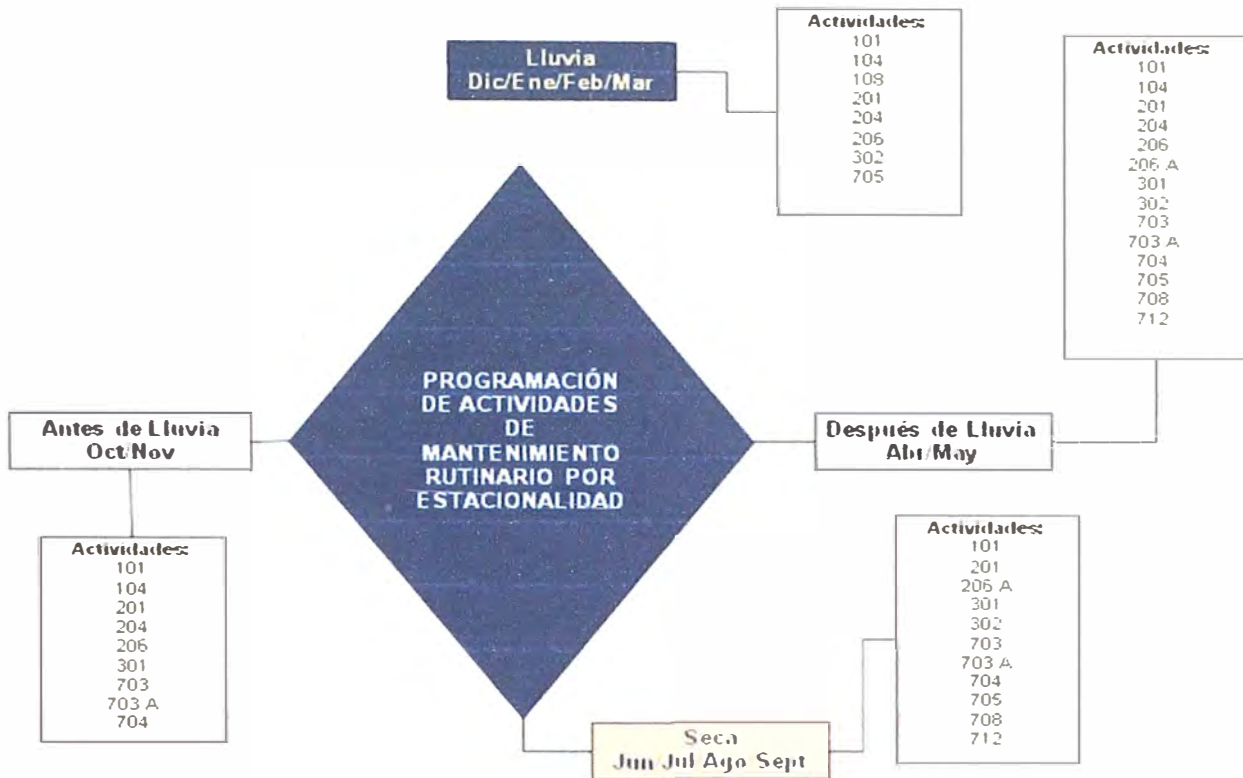 Lluvia
Dic/Ene/Feb/Mar
Actividades:
101
104
108
201
204
206
302
705
Actividades:
101
104
201
204
206
206 A
301
302
703
703 A
704
705
708
712
PROGRAMACIÓN
DE ACTIVIDADES
DE
MANTENIMIENTO
RUTINARIO POR
ESTACIONALIDAD
Antes de Lluvia
Oct/Nov
Actividades:
101
104
201
204
206
301
703
703 A
704
Después de Lluvia
Abr/May
Actividades:
101
201
206 A
301
302
703
703 A
704
705
708
712
Seca
Jun/Jul/Ago/Sept